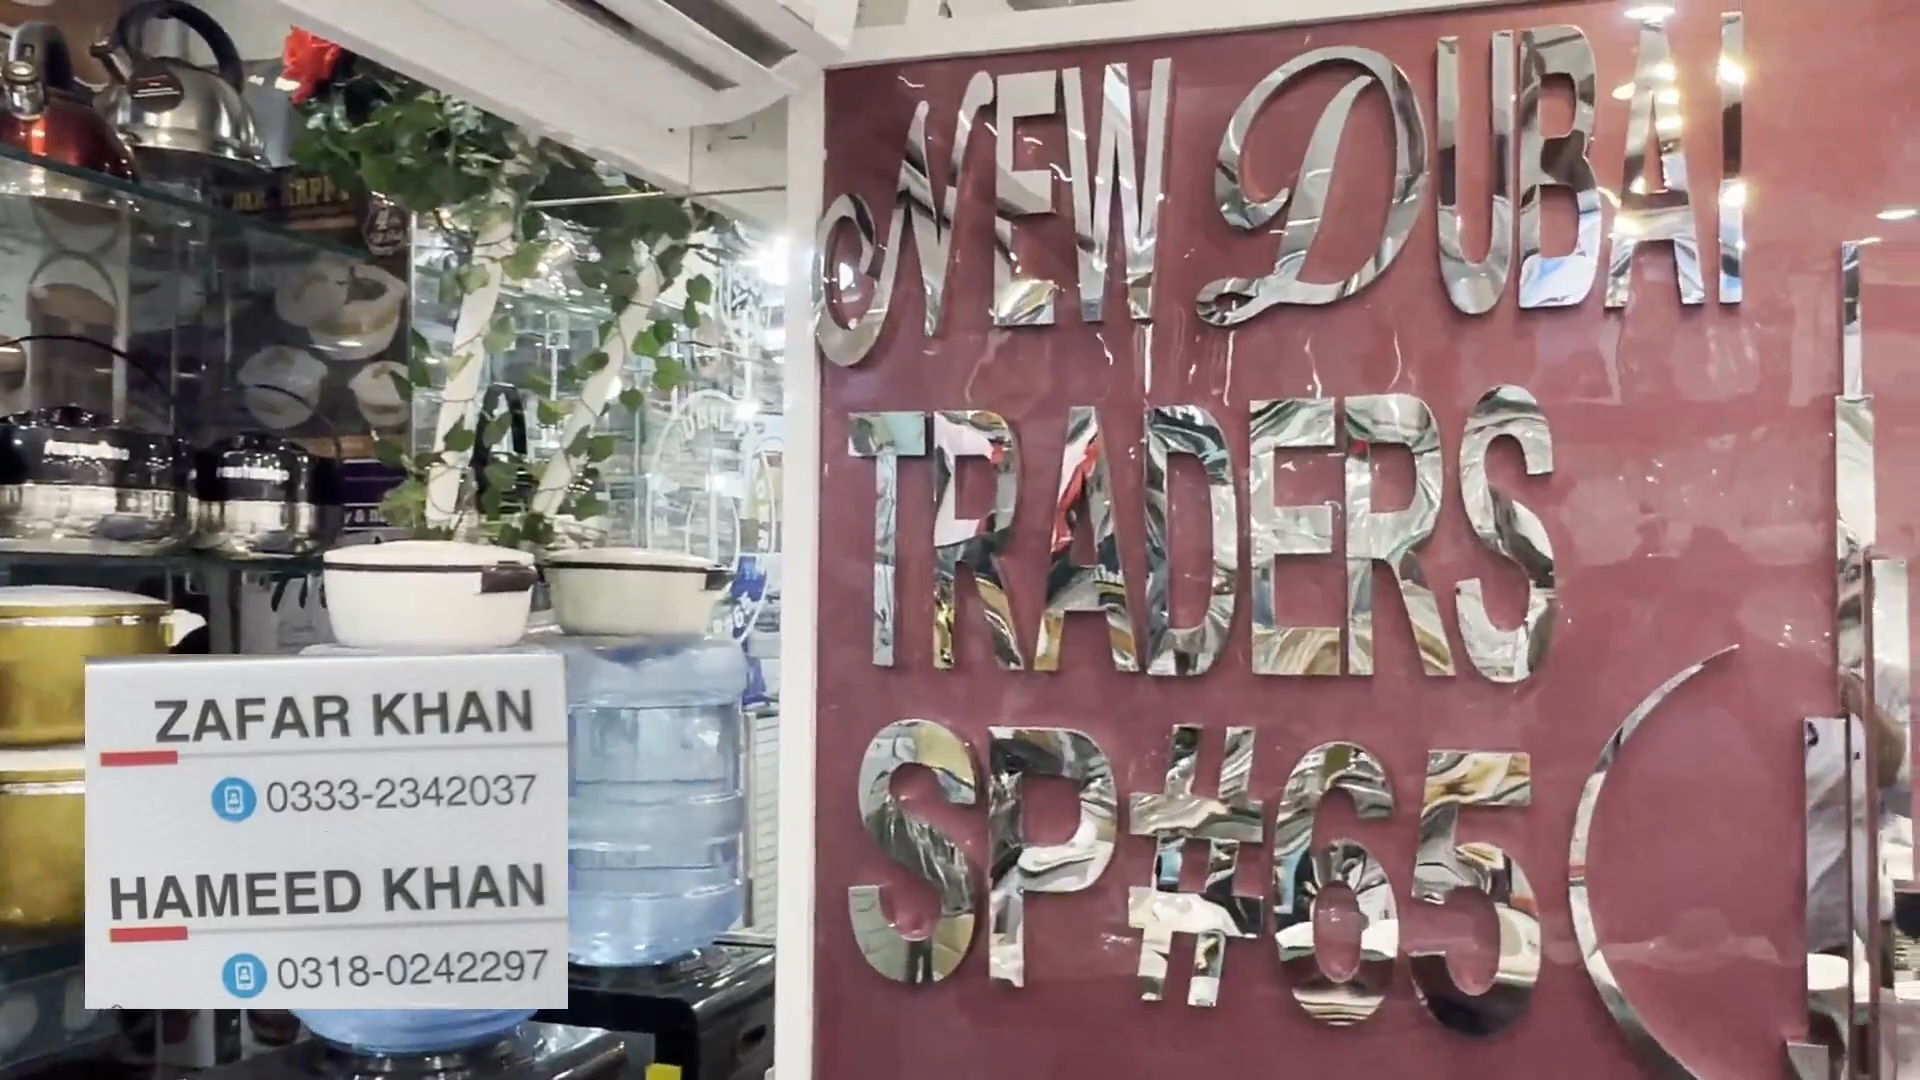 NEW DUBAI
TRADERS
SP#65
ZAFAR KHAN
0333-2342037
HAMEED KHAN
0318-0242297